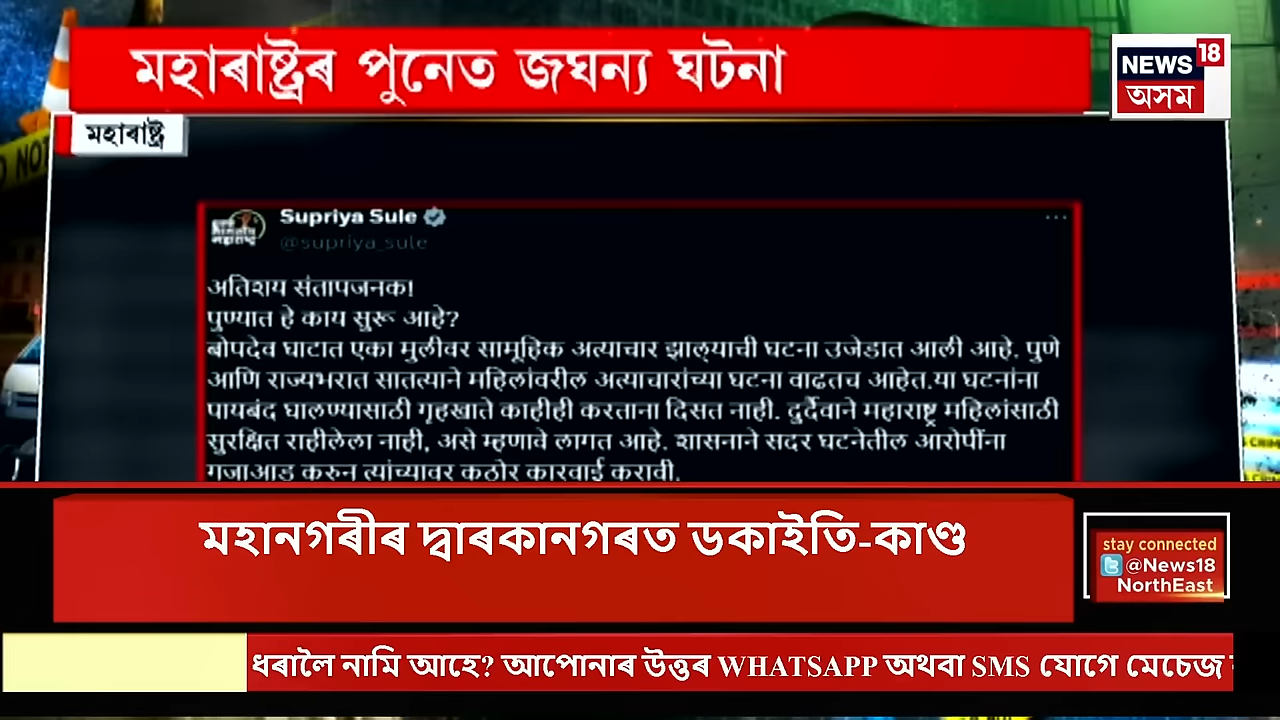 মহাৰাষ্ট্ৰৰ পুনেত জঘন্য ঘটনা
NEWS 18
অসম
মহাৰাষ্ট্ৰ
Supriya Sule
@supriya_sule
अतिशय संतापजनक!
पुण्यात हे काय सुरू आहे?
बोपदेव घाटात एका मुलीवर सामूहिक अत्याचार झाल्याची घटना उजेडात आली आहे. पुणे
आणि राज्यभरात सातत्याने महिलांवरील अत्याचारांच्या घटना वाढतच आहेत.या घटनांना
पायबंद घालण्यासाठी गृहखाते काहीही करताना दिसत नाही. दुर्दैवाने महाराष्ट्र महिलांसाठी
सुरक्षित राहीलेला नाही, असे म्हणावे लागत आहे. शासनाने सदर घटनेतील आरोपींना
गजाआड करुन त्यांच्यावर कठोर कारवाई करावी.
মহানগৰীৰ দ্বাৰকানগৰত ডকাইতি-কাণ্ড
stay connected
@News18
NorthEast
ধৰালৈ নামি আহে? আপোনাৰ উত্তৰ WHATSAPP অথবা SMS যোগে মেচেজ